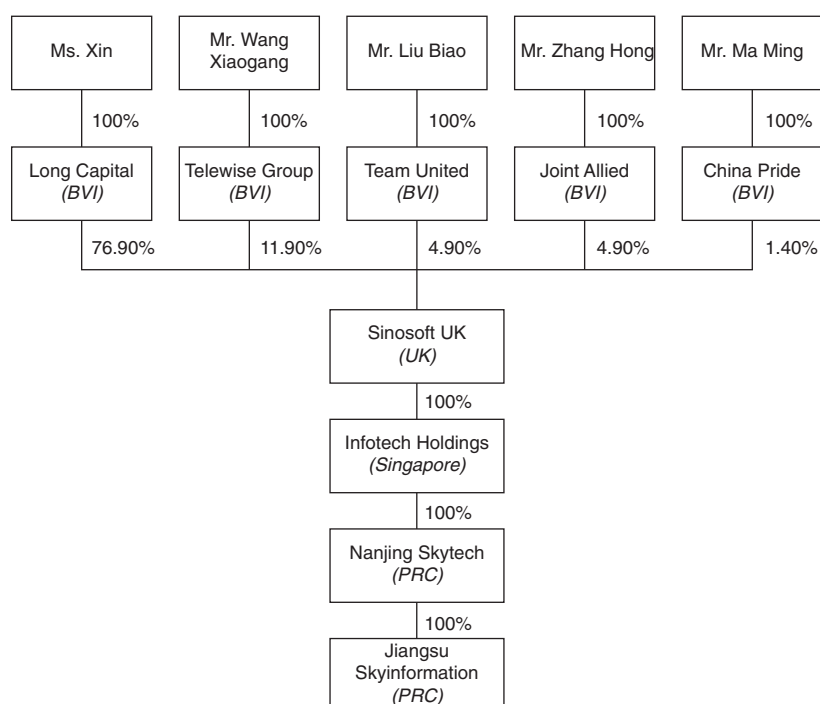 Ms. Xin
Mr. Wang
Xiaogang
Mr. Liu Biao
Mr. Zhang Hong
Mr. Ma Ming
100%
100%
100%
100%
100%
Long Capital
(BVI)
Telewise Group
(BVI)
Team United
(BVI)
Joint Allied
(BVI)
China Pride
(BVI)
76.90%
11.90%
4.90%
4.90%
1.40%
Sinosoft UK
(UK)
100%
Infotech Holdings
(Singapore)
100%
Nanjing Skytech
(PRC)
100%
Jiangsu
Skyinformation
(PRC)